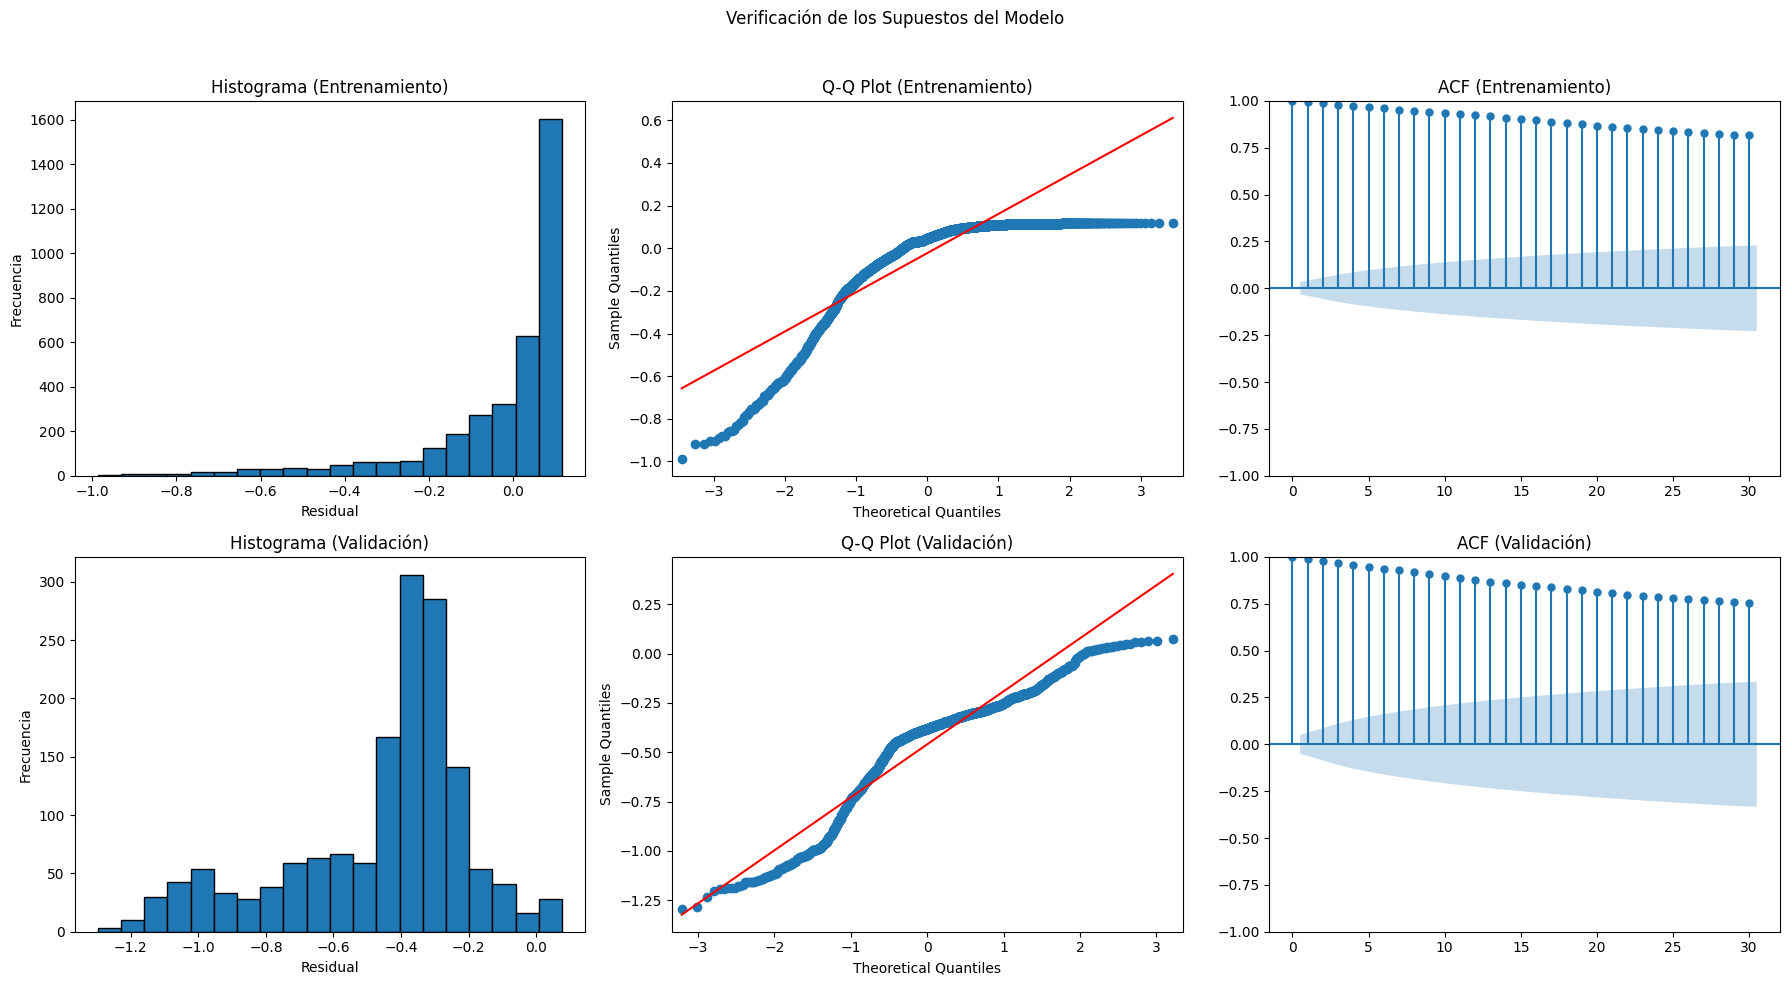 Verificación de los Supuestos del Modelo
Histograma (Entrenamiento)
Frecuencia
1600
1400
1200
1000
800
600
400
200
0
−1.0 −0.8 −0.6 −0.4 −0.2 0.0
Residual
Q-Q Plot (Entrenamiento)
Sample Quantiles
0.6
0.4
0.2
0.0
−0.2
−0.4
−0.6
−0.8
−1.0
−3 −2 −1 0 1 2 3
Theoretical Quantiles
ACF (Entrenamiento)
1.00
0.75
0.50
0.25
0.00
−0.25
−0.50
−0.75
−1.00
0 5 10 15 20 25 30
Histograma (Validación)
Frecuencia
300
250
200
150
100
50
0
−1.2 −1.0 −0.8 −0.6 −0.4 −0.2 0.0
Residual
Q-Q Plot (Validación)
Sample Quantiles
0.25
0.00
−0.25
−0.50
−0.75
−1.00
−1.25
−3 −2 −1 0 1 2 3
Theoretical Quantiles
ACF (Validación)
1.00
0.75
0.50
0.25
0.00
−0.25
−0.50
−0.75
−1.00
0 5 10 15 20 25 30